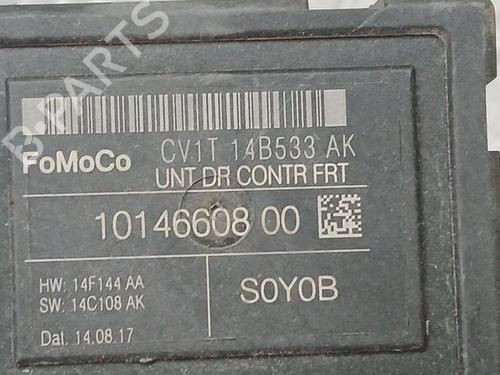 B-PARTS
FoMoCo CV1T 14B533 AK
UNT DR CONTR FRT
10146608 00
HW: 14F144 AA
SW: 14C108 AK
S0Y0B
Dat. 14.08.17